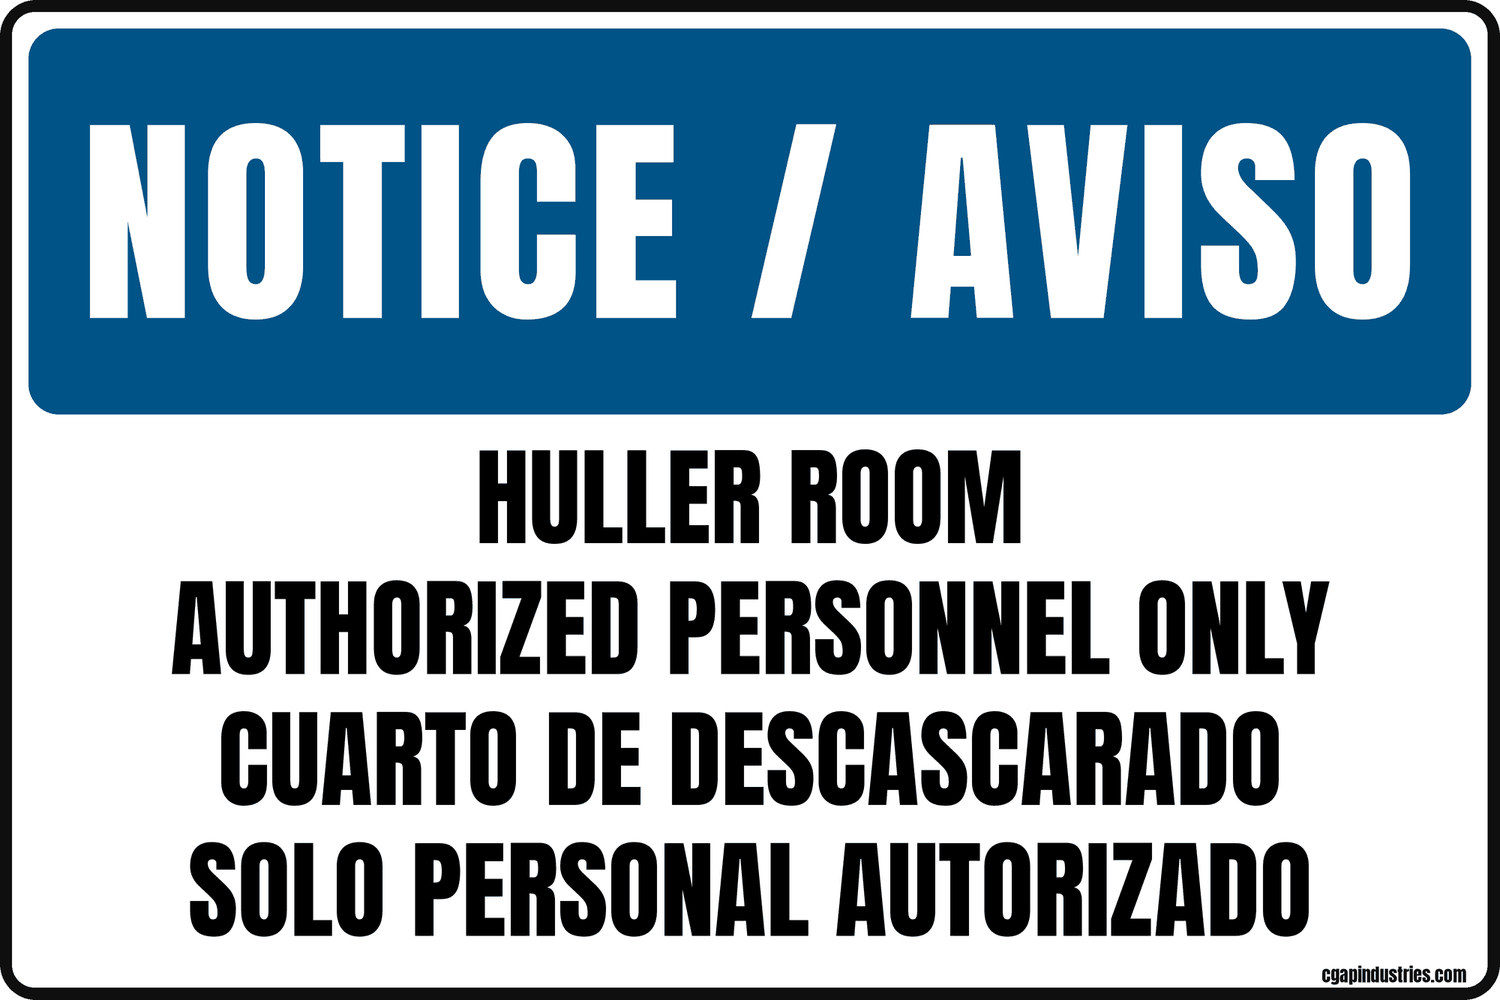 NOTICE / AVISO
HULLER ROOM
AUTHORIZED PERSONNEL ONLY
CUARTO DE DESCASCARADO
SOLO PERSONAL AUTORIZADO
cgapindustries.com